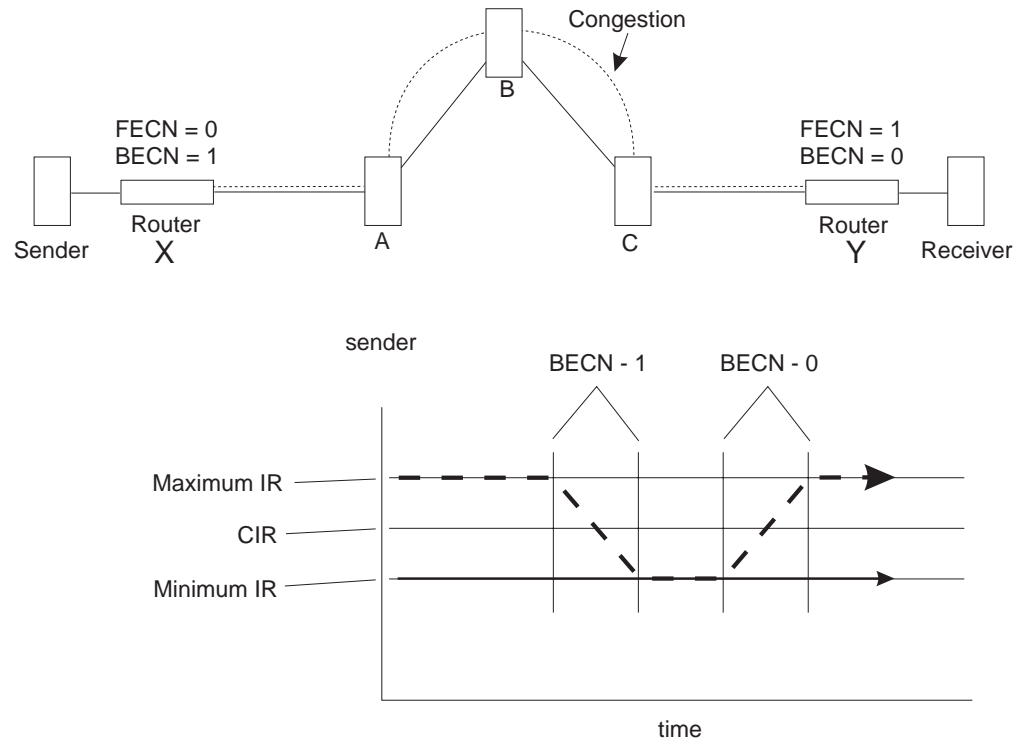 Congestion
B
FECN = 0
BECN = 1
FECN = 1
BECN = 0
Router
X
A
C
Router
Y
Sender
Receiver
sender
BECN - 1
BECN - 0
Maximum IR
CIR
Minimum IR
time